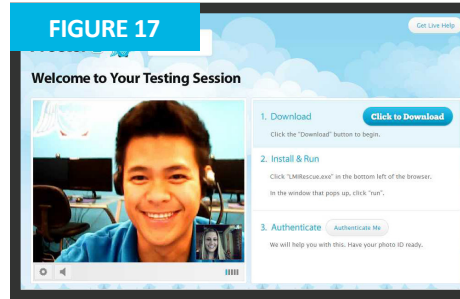 FIGURE 17
Get Live Help
Welcome to Your Testing Session
1. Download
Click to Download
Click the "Download" button to begin.
2. Install & Run
Click "LMIRescue.exe" in the bottom left of the browser.
In the window that pops up, click "run".
3. Authenticate
Authenticate Me
We will help you with this. Have your photo ID ready.